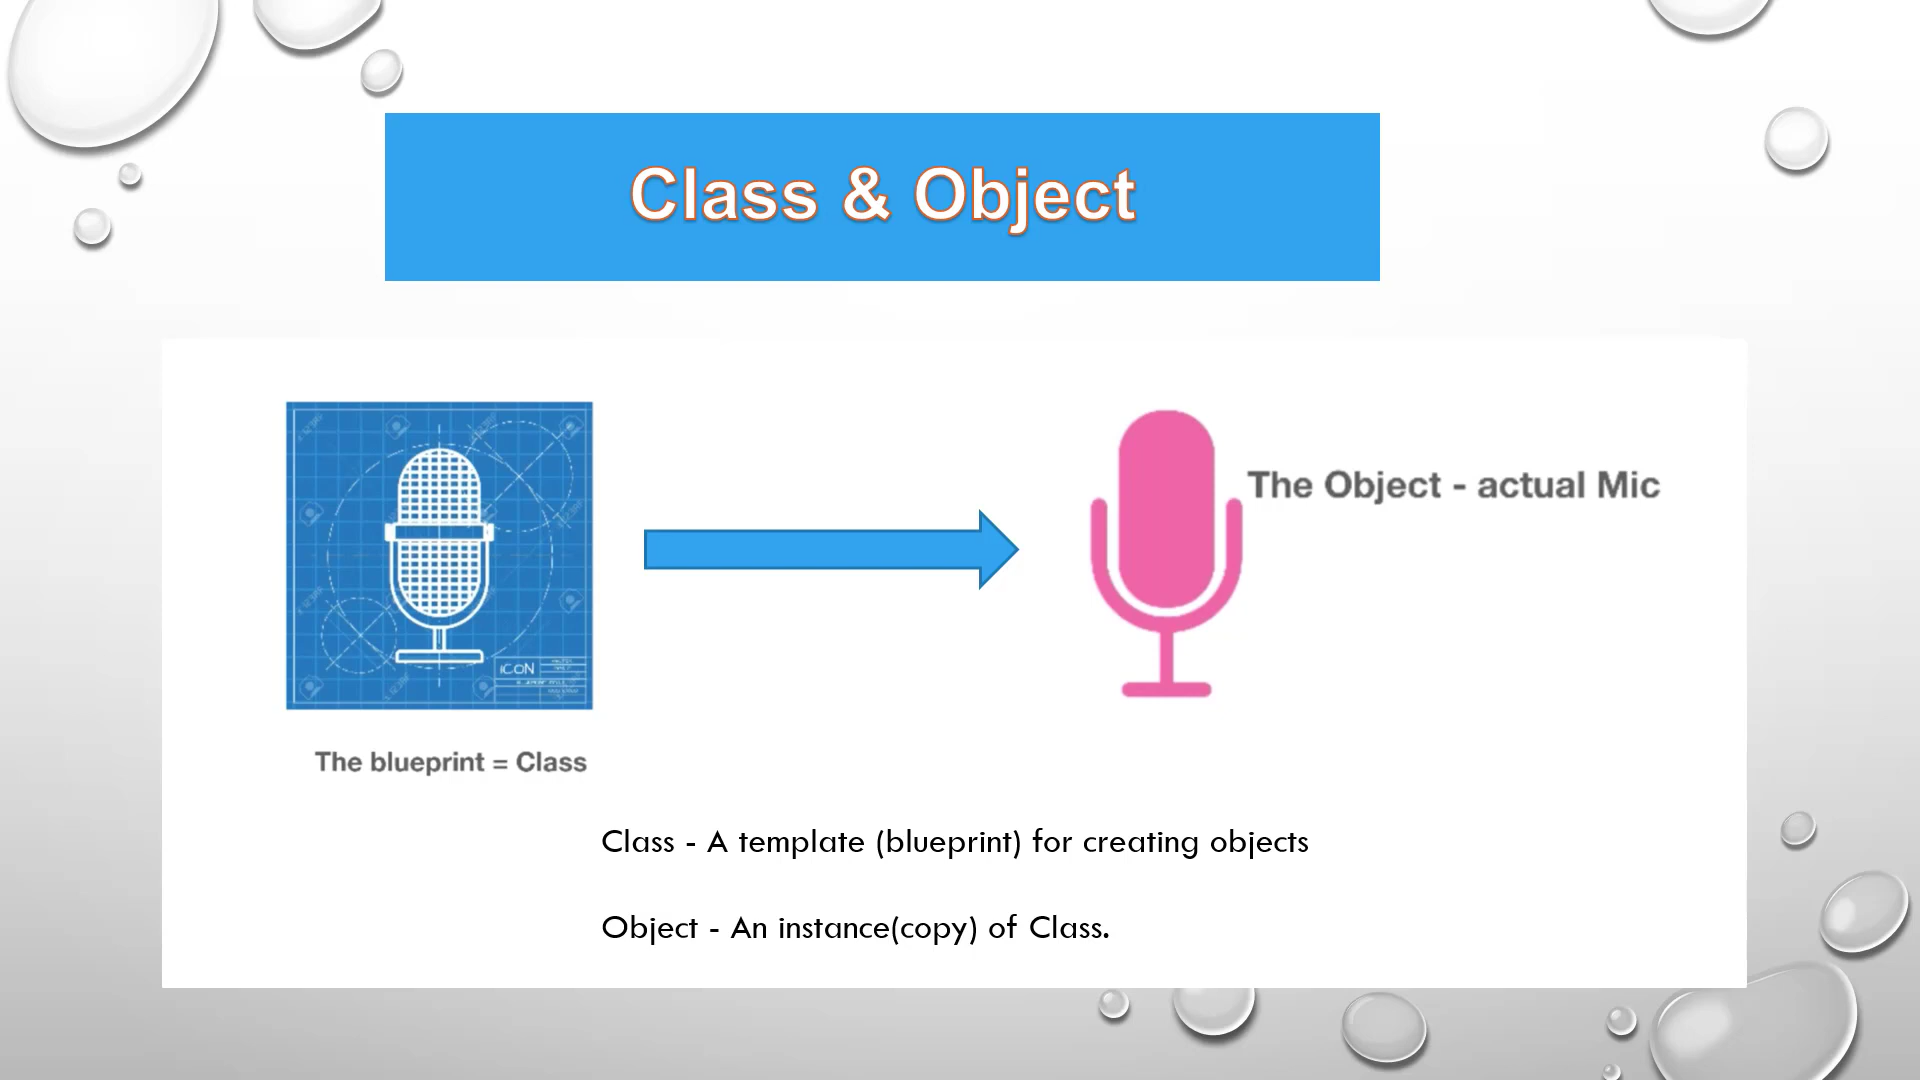 Class & Object
The Object - actual Mic
ICON
The blueprint = Class
Class - A template (blueprint) for creating objects
Object - An instance(copy) of Class.